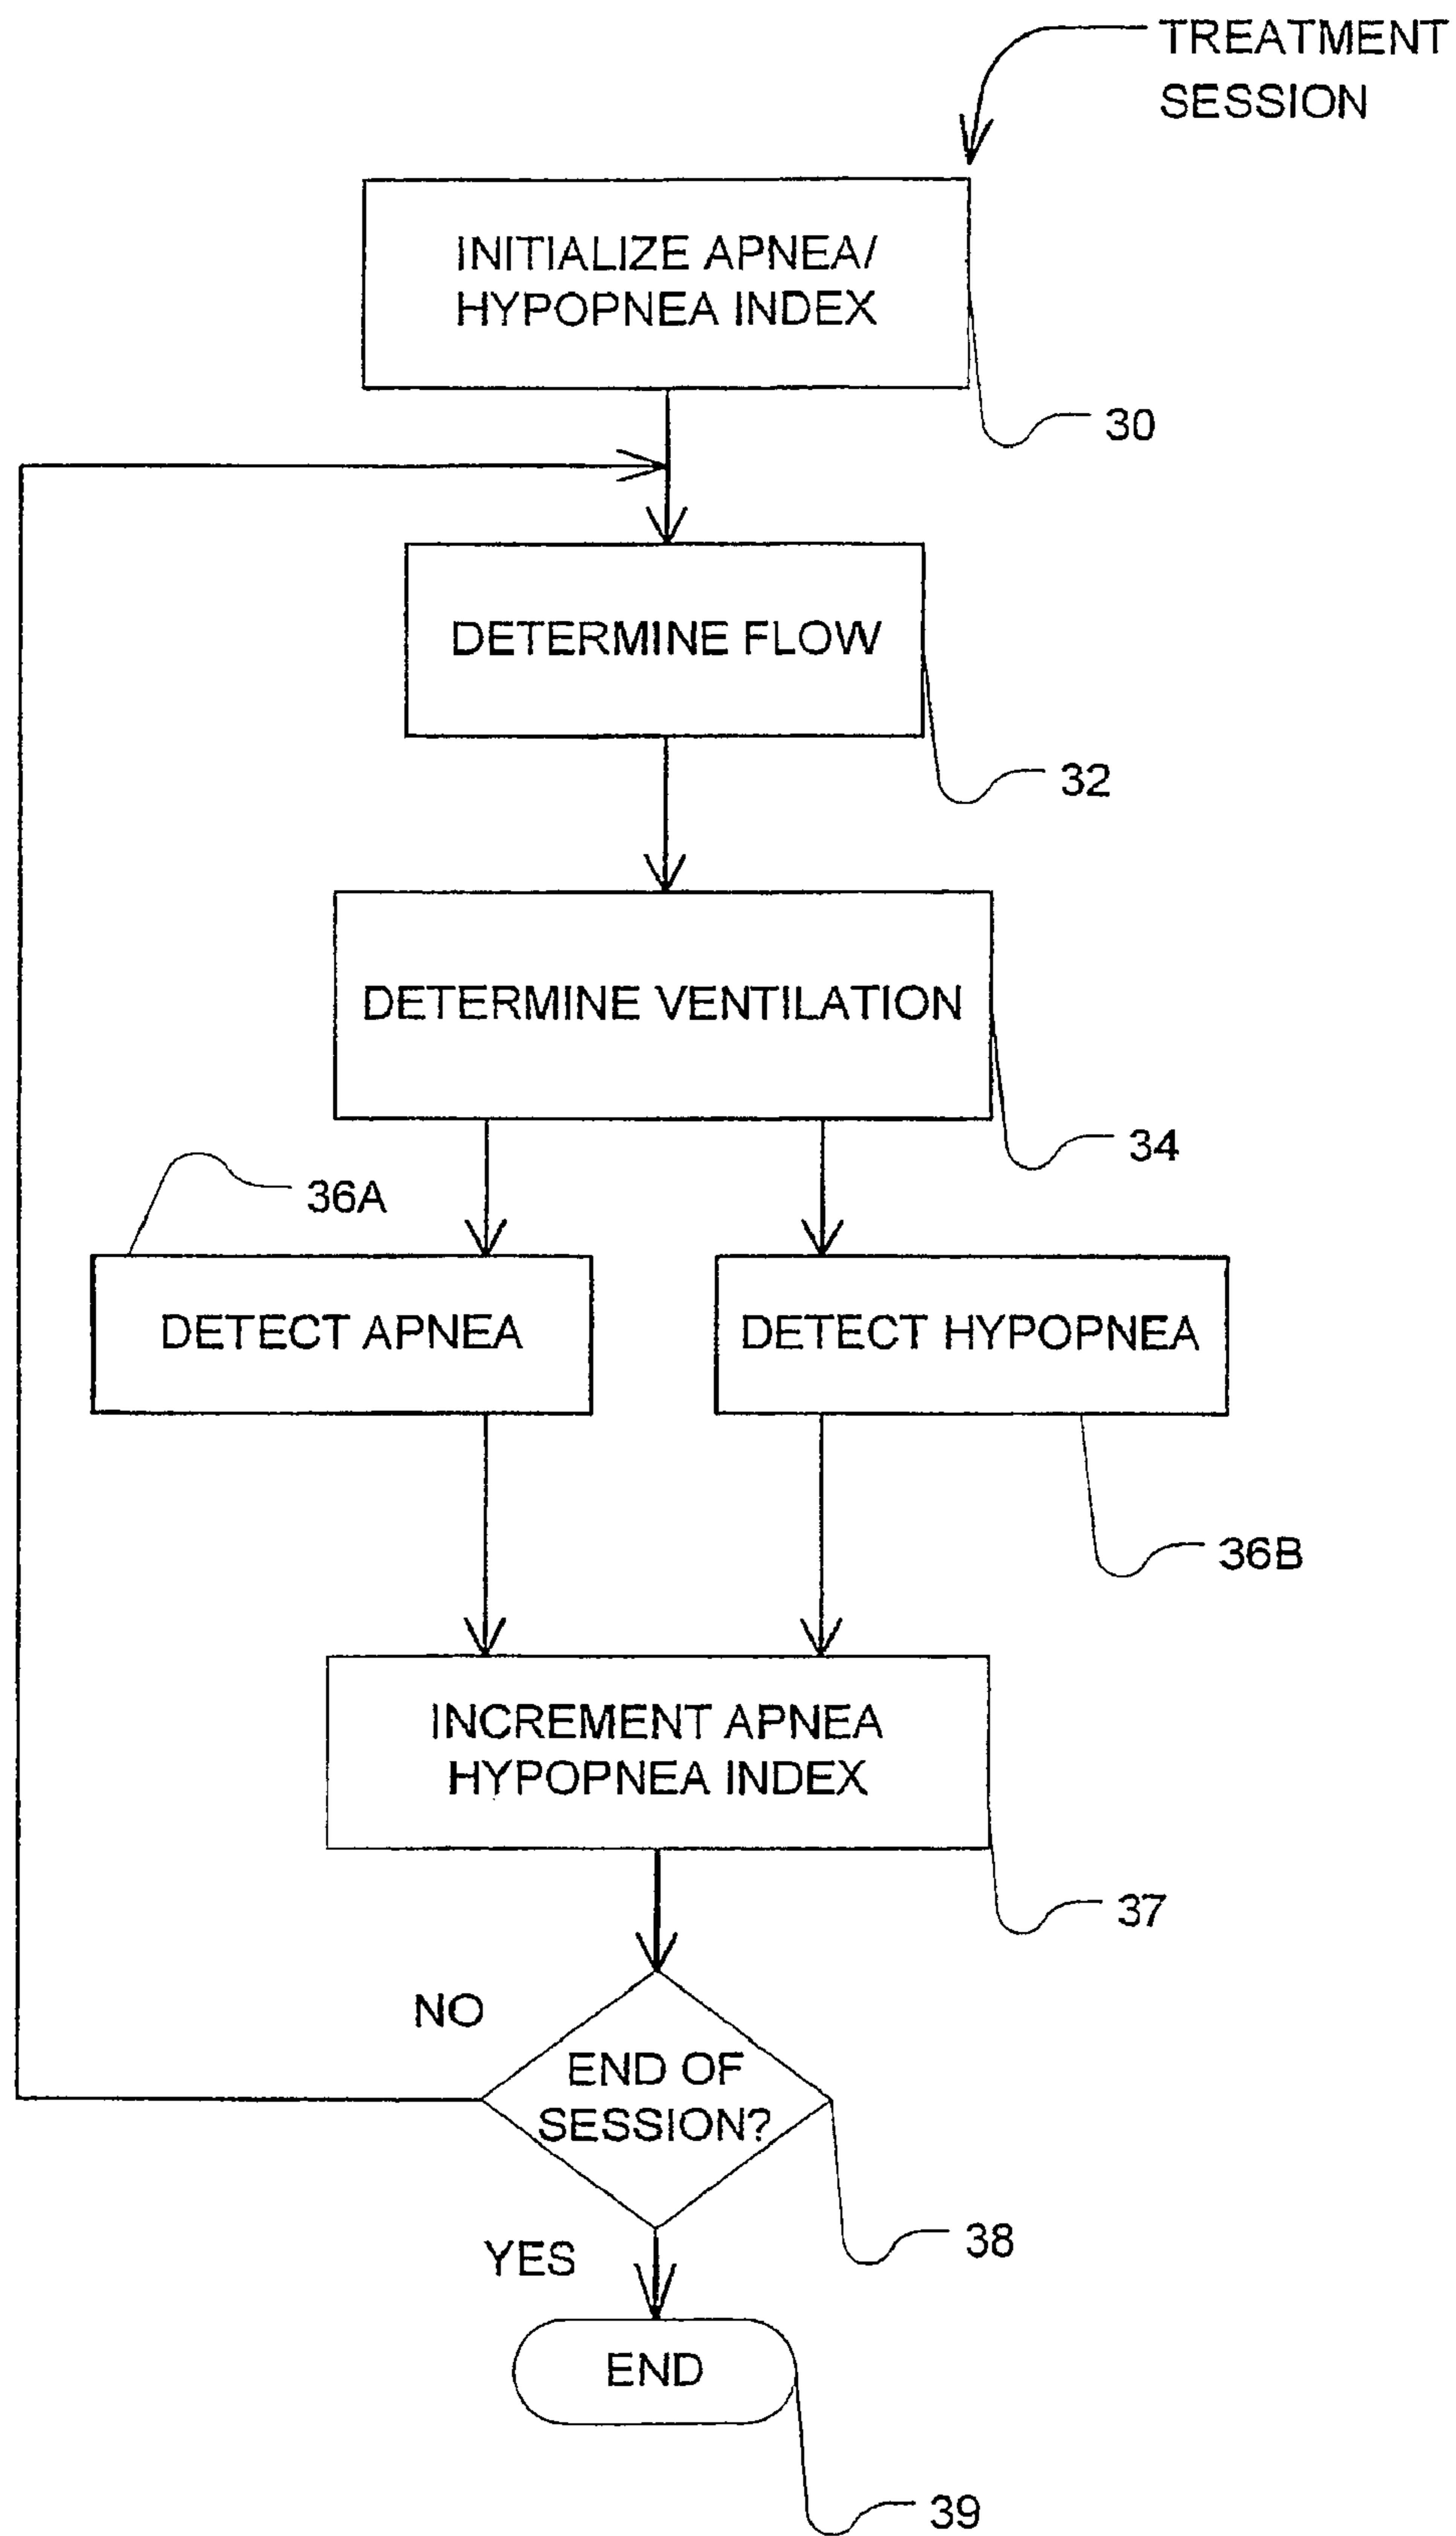 TREATMENT
SESSION
INITIALIZE APNEA/
HYPOPNEA INDEX
30
DETERMINE FLOW
32
DETERMINE VENTILATION
34
36A
DETECT APNEA
DETECT HYPOPNEA
36B
INCREMENT APNEA
HYPOPNEA INDEX
37
NO
END OF
SESSION?
38
YES
END
39